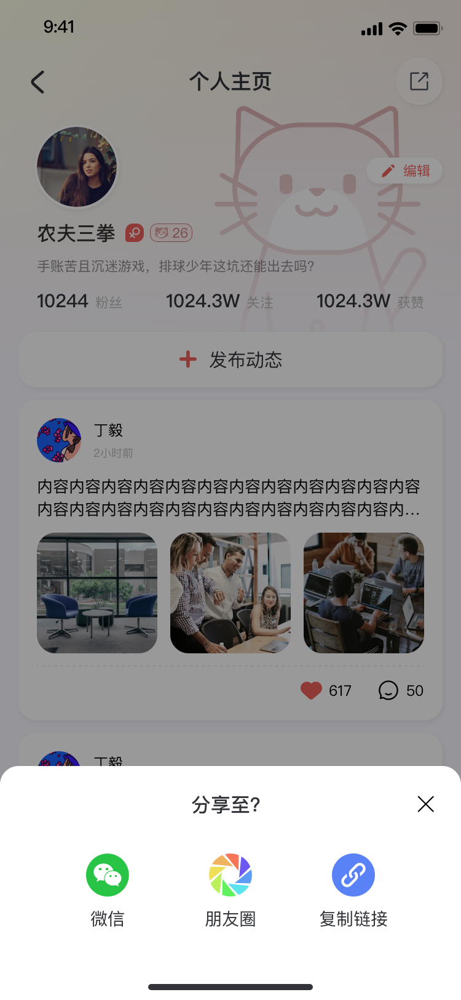 9:41
个人主页
编辑
农夫三拳 26
手账苦且沉迷游戏，排球少年这坑还能出去吗？
10244 粉丝 1024.3W 关注 1024.3W 获赞
发布动态
丁毅
2小时前
内容内容内容内容内容内容内容内容内容内容内容内容
内容内容内容内容内容内容内容内容内容内容内容内...
617 50
丁毅
分享至?
微信 朋友圈 复制链接